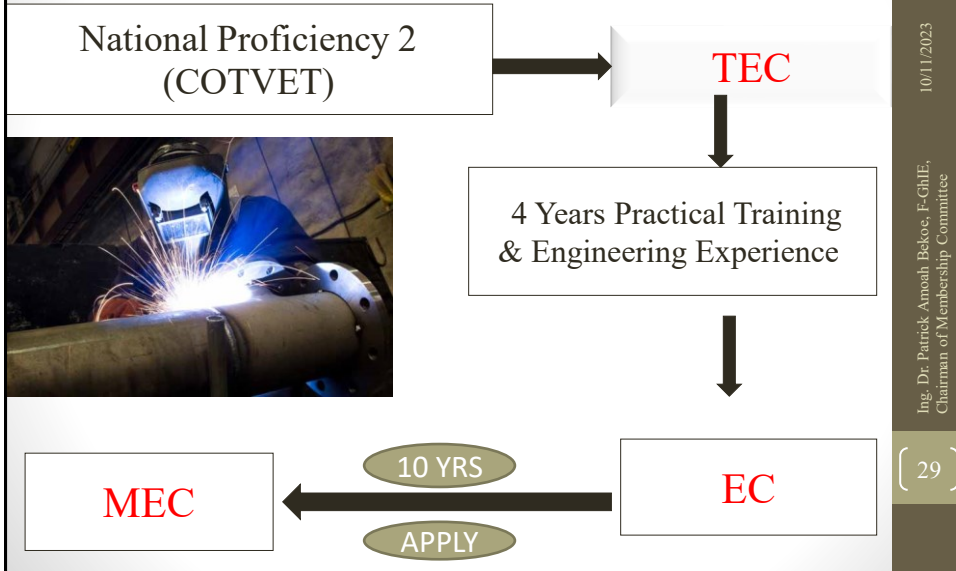 National Proficiency 2
(COTVET)
TEC
4 Years Practical Training
& Engineering Experience
EC
10 YRS
APPLY
MEC
10/11/2023
Ing. Dr. Patrick Amoah Bekoe, F-GhIE,
Chairman of Membership Committee
29